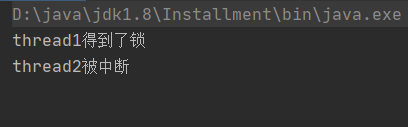 D:\java\jdk1.8\Installment\bin\java.exe
thread1得到了锁
thread2被中断